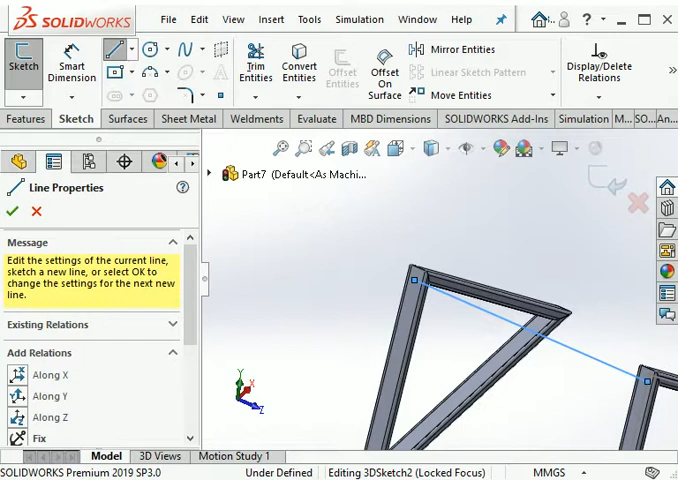 SOLIDWORKS File Edit View Insert Tools Simulation Window Help ?
Sketch
Smart Dimension
Trim Entities
Convert Entities
Offset Entities
Offset On Surface
Mirror Entities
Linear Sketch Pattern
Move Entities
Display/Delete Relations
Features Sketch Surfaces Sheet Metal Weldments Evaluate MBD Dimensions SOLIDWORKS Add-Ins Simulation M... SO... An...
Part7 (Default<As Machi...
Line Properties
Message
Edit the settings of the current line,
sketch a new line, or select OK to
change the settings for the next new
line.
Existing Relations
Add Relations
Along X
Along Y
Along Z
Fix
Y
X
Z
Model 3D Views Motion Study 1
SOLIDWORKS Premium 2019 SP3.0 Under Defined Editing 3DSketch2 (Locked Focus) MMGS